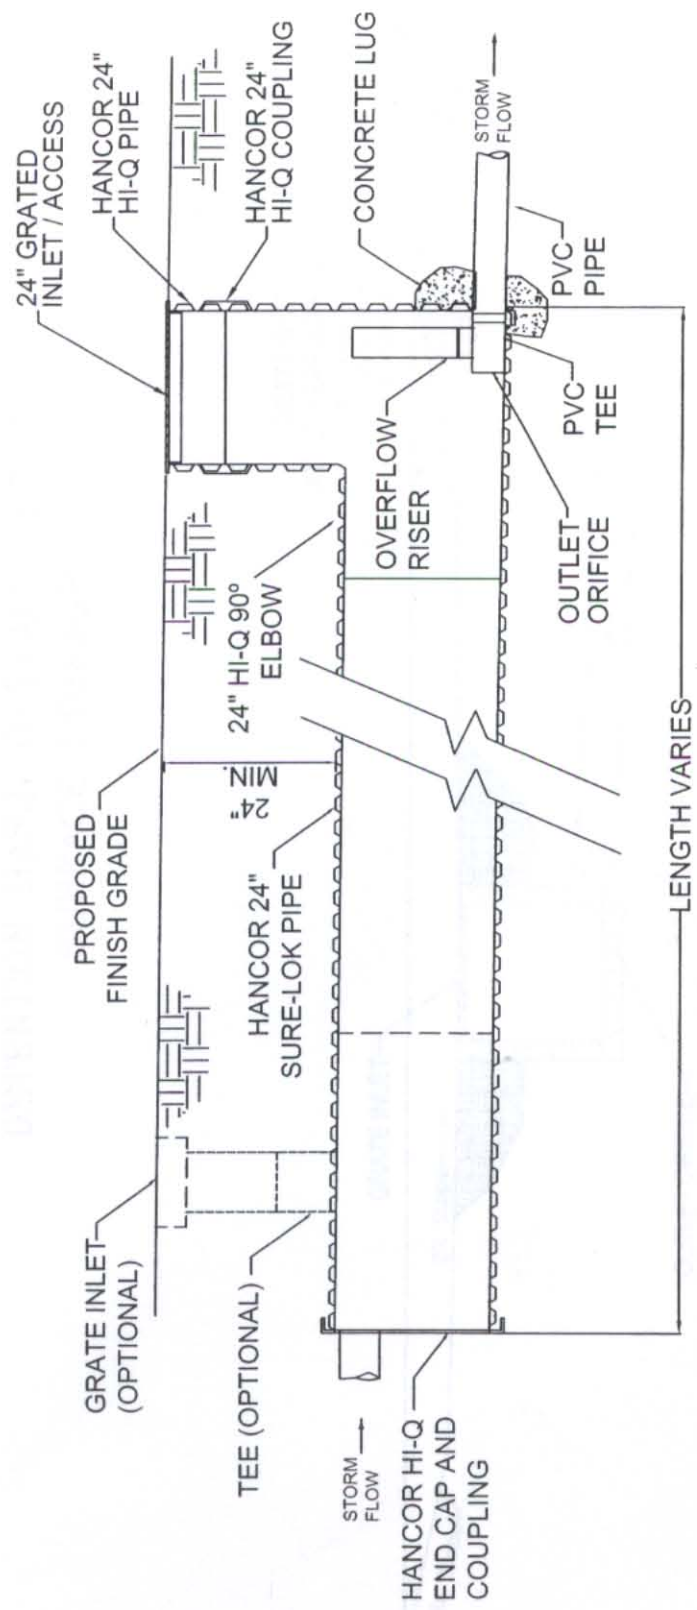 GRATE INLET
(OPTIONAL)
PROPOSED
FINISH GRADE
24" GRATED
INLET / ACCESS
HANCOR 24"
HI-Q PIPE
HANCOR 24"
HI-Q COUPLING
TEE (OPTIONAL)
HANCOR 24"
SURE-LOK PIPE
24"
MIN.
24" HI-Q 90°
ELBOW
CONCRETE LUG
STORM
FLOW
OVERFLOW
RISER
STORM
FLOW
HANCOR HI-Q
END CAP AND
COUPLING
OUTLET
ORIFICE
PVC
TEE
PVC
PIPE
LENGTH VARIES